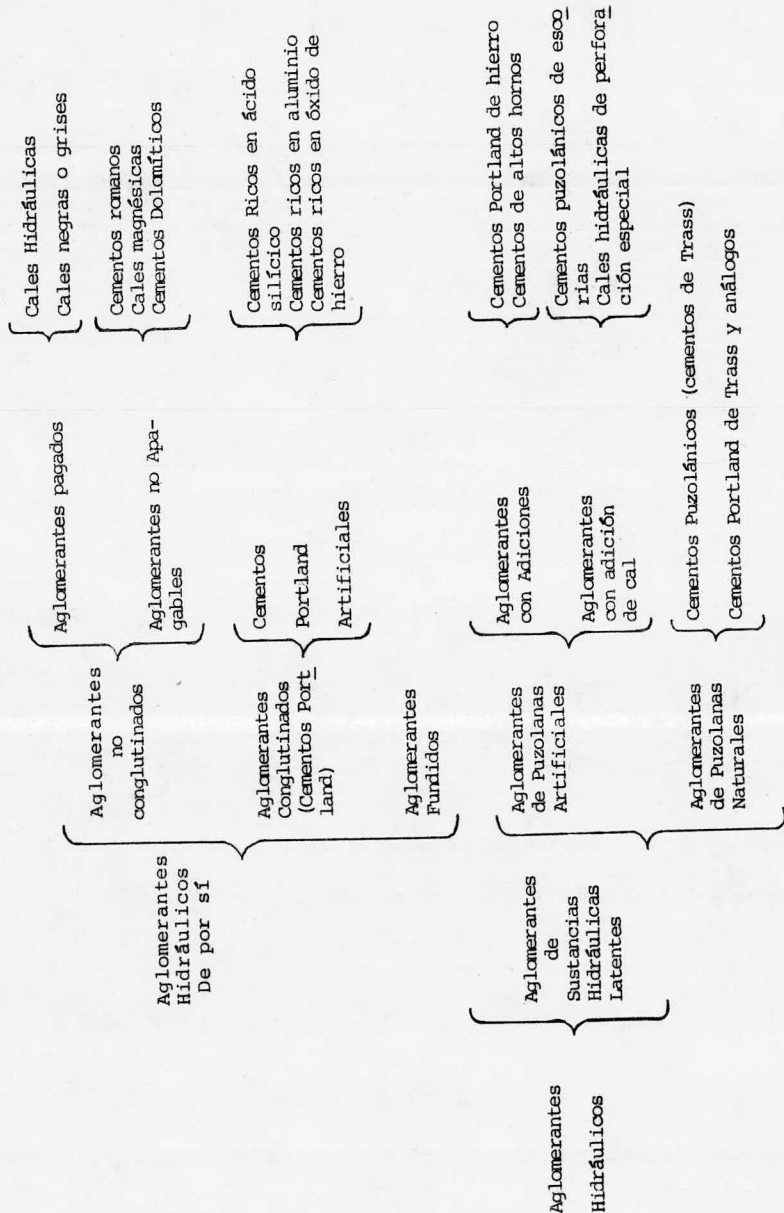 Aglomerantes
Hidráulicos
Aglomerantes
Hidráulicos
De por sí
Aglomerantes
de
Sustancias
Hidráulicas
Latentes
Aglomerantes
no
conglutinados
Aglomerantes
Conglutinados
(Cementos Port
land)
Aglomerantes
Fundidos
Aglomerantes
de Puzolanas
Artificiales
Aglomerantes
de Puzolanas
Naturales
Aglomerantes pagados
Aglomerantes no Apa-
gables
Cementos
Portland
Artificiales
Aglomerantes
con Adiciones
Aglomerantes
con adición
de cal
Cementos Puzolánicos (cementos de Trass)
Cementos Portland de Trass y análogos
Cales Hidráulicas
Cales negras o grises
Cementos romanos
Cales magnésicas
Cementos Dolomíticos
Cementos Ricos en ácido
silícico
Cementos ricos en aluminio
Cementos ricos en óxido de
hierro
Cementos Portland de hierro
Cementos de altos hornos
Cementos puzolánicos de esco
rias
Cales hidráulicas de perfora
ción especial